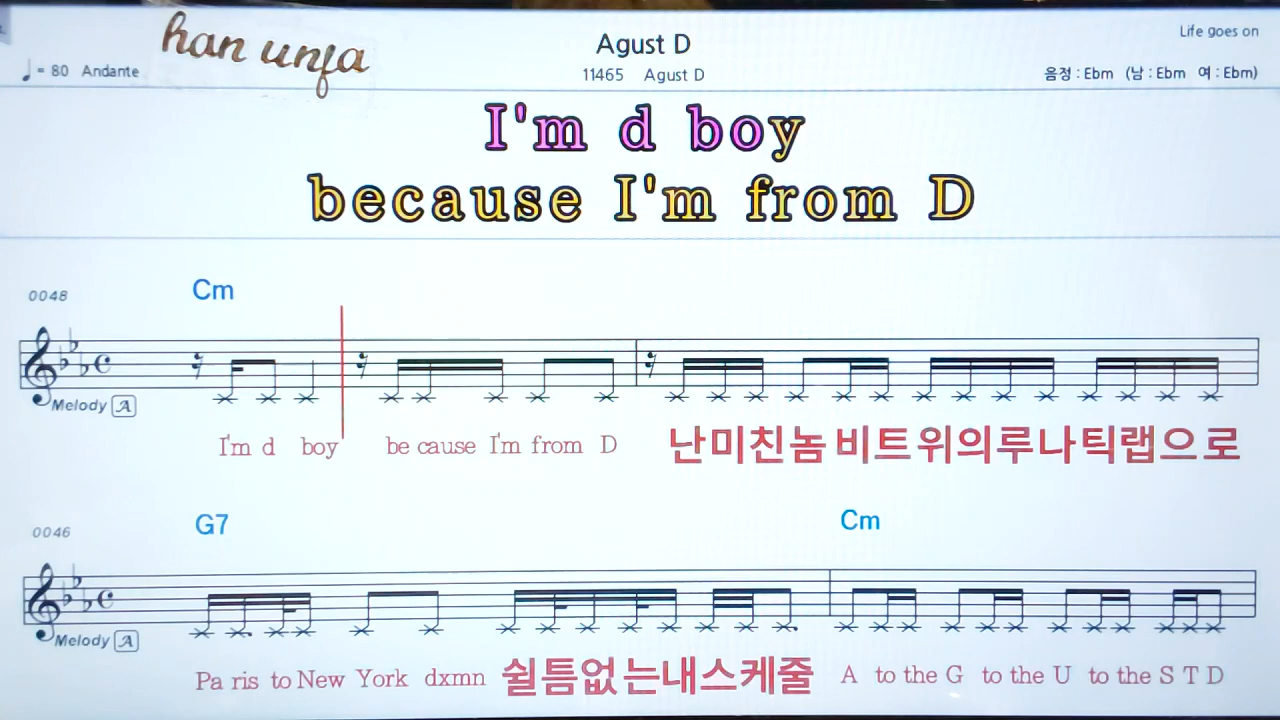 han unja
Agust D
Life goes on
♩= 80 Andante
11465 Agust D
음정 : Ebm (남 : Ebm 여 : Ebm)
I'm d boy
because I'm from D
0048
Cm
Melody A
I'm d boy be cause I'm from D 난미친놈 비트위의루나틱랩으로
0046
G7 Cm
Melody A
Pa ris to New York dxmn 쉴틈없는내스케줄 A to the G to the U to the S T D